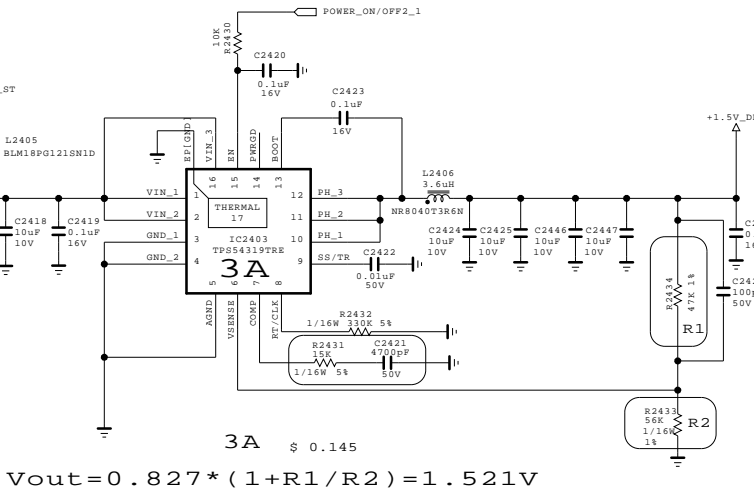 POWER_ON/OFF2_1
10K
R2430
C2420
0.1uF
16V
C2423
0.1uF
16V
_ST
+1.5V_D
L2405
BLM18PG121SN1D
EP[GND]
VIN_3
EN
PWRGD
BOOT
16
15
14
13
L2406
3.6uH
NR8040T3R6N
VIN_1
1
THERMAL
17
12
PH_3
VIN_2
2
11
PH_2
GND_1
3
IC2403
10
PH_1
GND_2
4
TPS54319TRE
9
SS/TR
3A
C2418
10uF
10V
C2419
0.1uF
16V
C2422
0.01uF
50V
C2424
10uF
10V
C2425
10uF
10V
C2446
10uF
10V
C2447
10uF
10V
5
6
7
8
AGND
VSENSE
COMP
RT/CLK
R2434
47K 1%
R1
100p
50V
R2432
1/16W 330K 5%
R2431
15K
1/16W 5%
C2421
4700pF
50V
R2433
56K
1/16W
1%
R2
3A
$ 0.145
Vout=0.827*(1+R1/R2)=1.521V